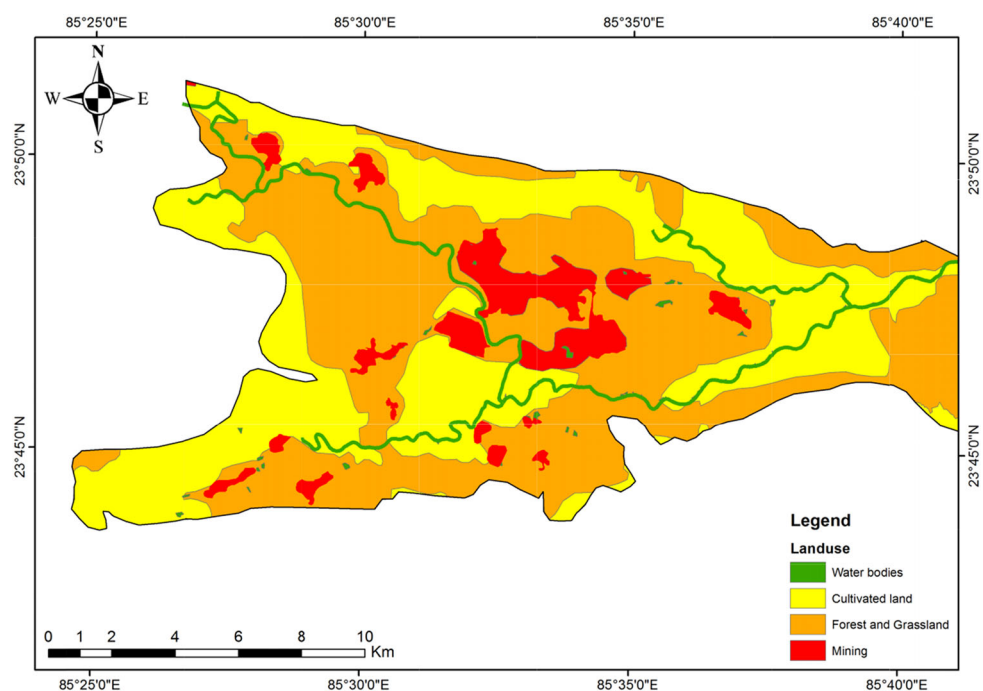 85°25'0"E 85°30'0"E 85°35'0"E 85°40'0"E
N
W E
S
23°50'0"N 23°50'0"N
23°45'0"N 23°45'0"N
Legend
Landuse
Water bodies
Cultivated land
Forest and Grassland
Mining
0 1 2 4 6 8 10
Km
85°25'0"E 85°30'0"E 85°35'0"E 85°40'0"E